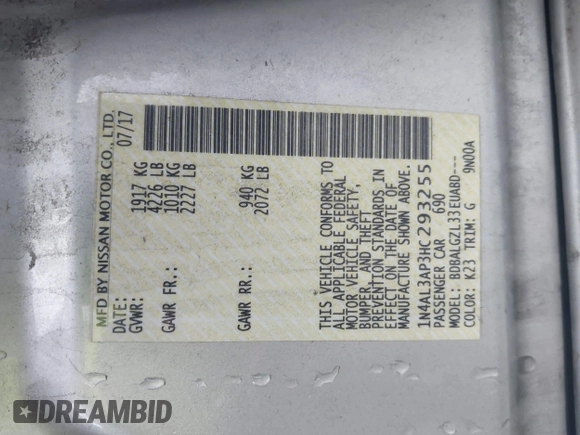 MFD BY NISSAN MOTOR CO., LTD.
DATE: 07/17
GVWR: 1917 KG
4226 LB
GAWR FR.: 1010 KG
2227 LB
GAWR RR.: 940 KG
2072 LB
THIS VEHICLE CONFORMS TO
ALL APPLICABLE FEDERAL
MOTOR VEHICLE SAFETY,
BUMPER AND THEFT
PREVENTION STANDARDS IN
EFFECT ON THE DATE OF
MANUFACTURE SHOWN ABOVE.
1N4AL3AP3HC293255
PASSENGER CAR 690
MODEL: BDBALGZL33EUABD---
COLOR: K23 TRIM: G 9N00A
DREAMBID